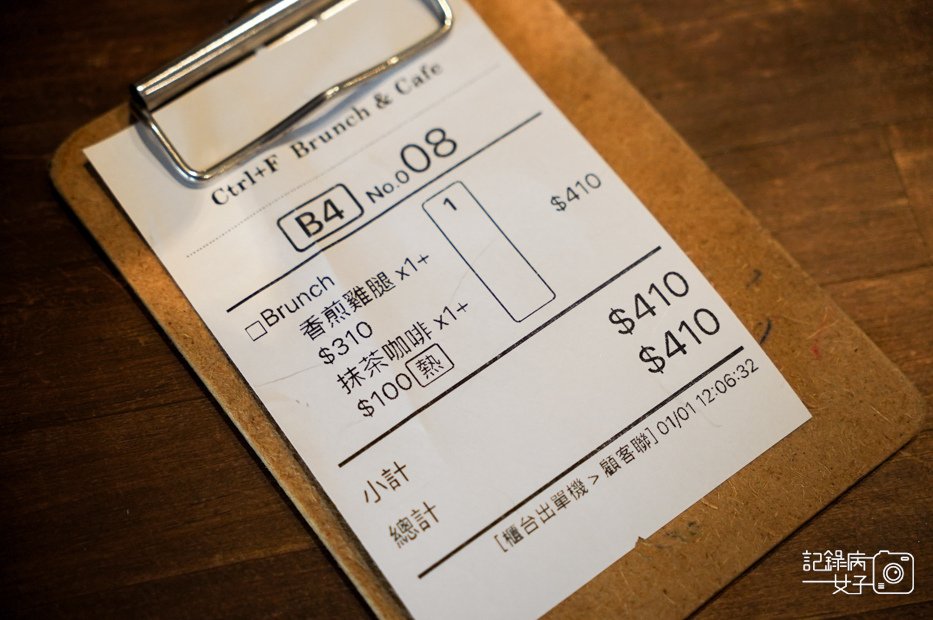 Ctrl+F Brunch & Cafe
B4 No.008
□Brunch 1 $410
香煎雞腿 x1+
$310
抹茶咖啡 x1+
$100 熱
小計 $410
總計 $410
[櫃台出單機 > 顧客聯] 01/01 12:06:32
記錄病
女子